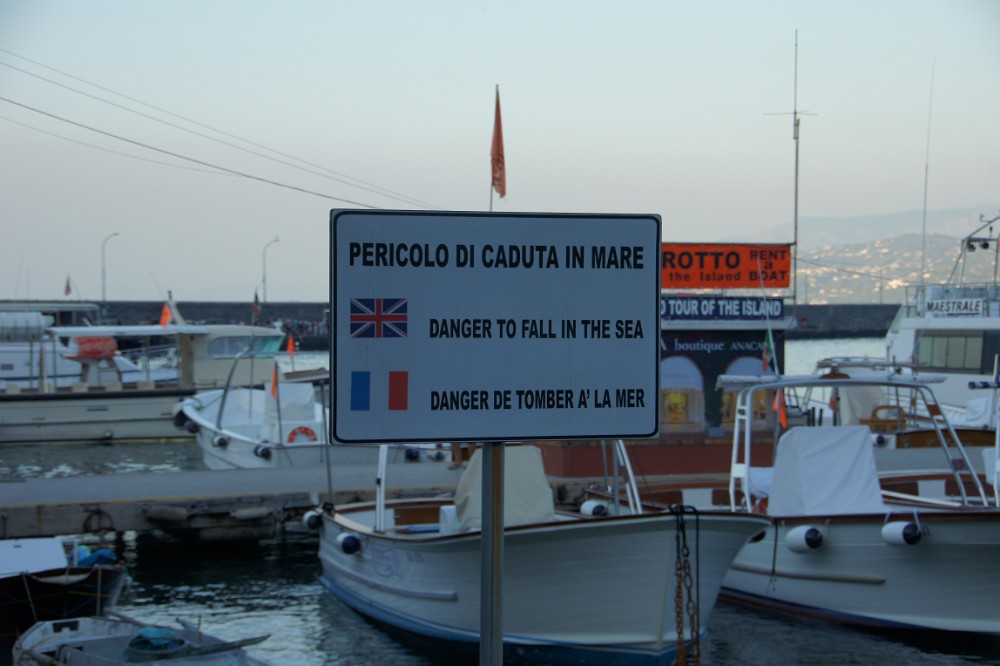 PERICOLO DI CADUTA IN MARE
DANGER TO FALL IN THE SEA
DANGER DE TOMBER A' LA MER
ROTTO RENT
a
the Island BOAT
TOUR OF THE ISLAND
boutique ANACAP
MAESTRALE